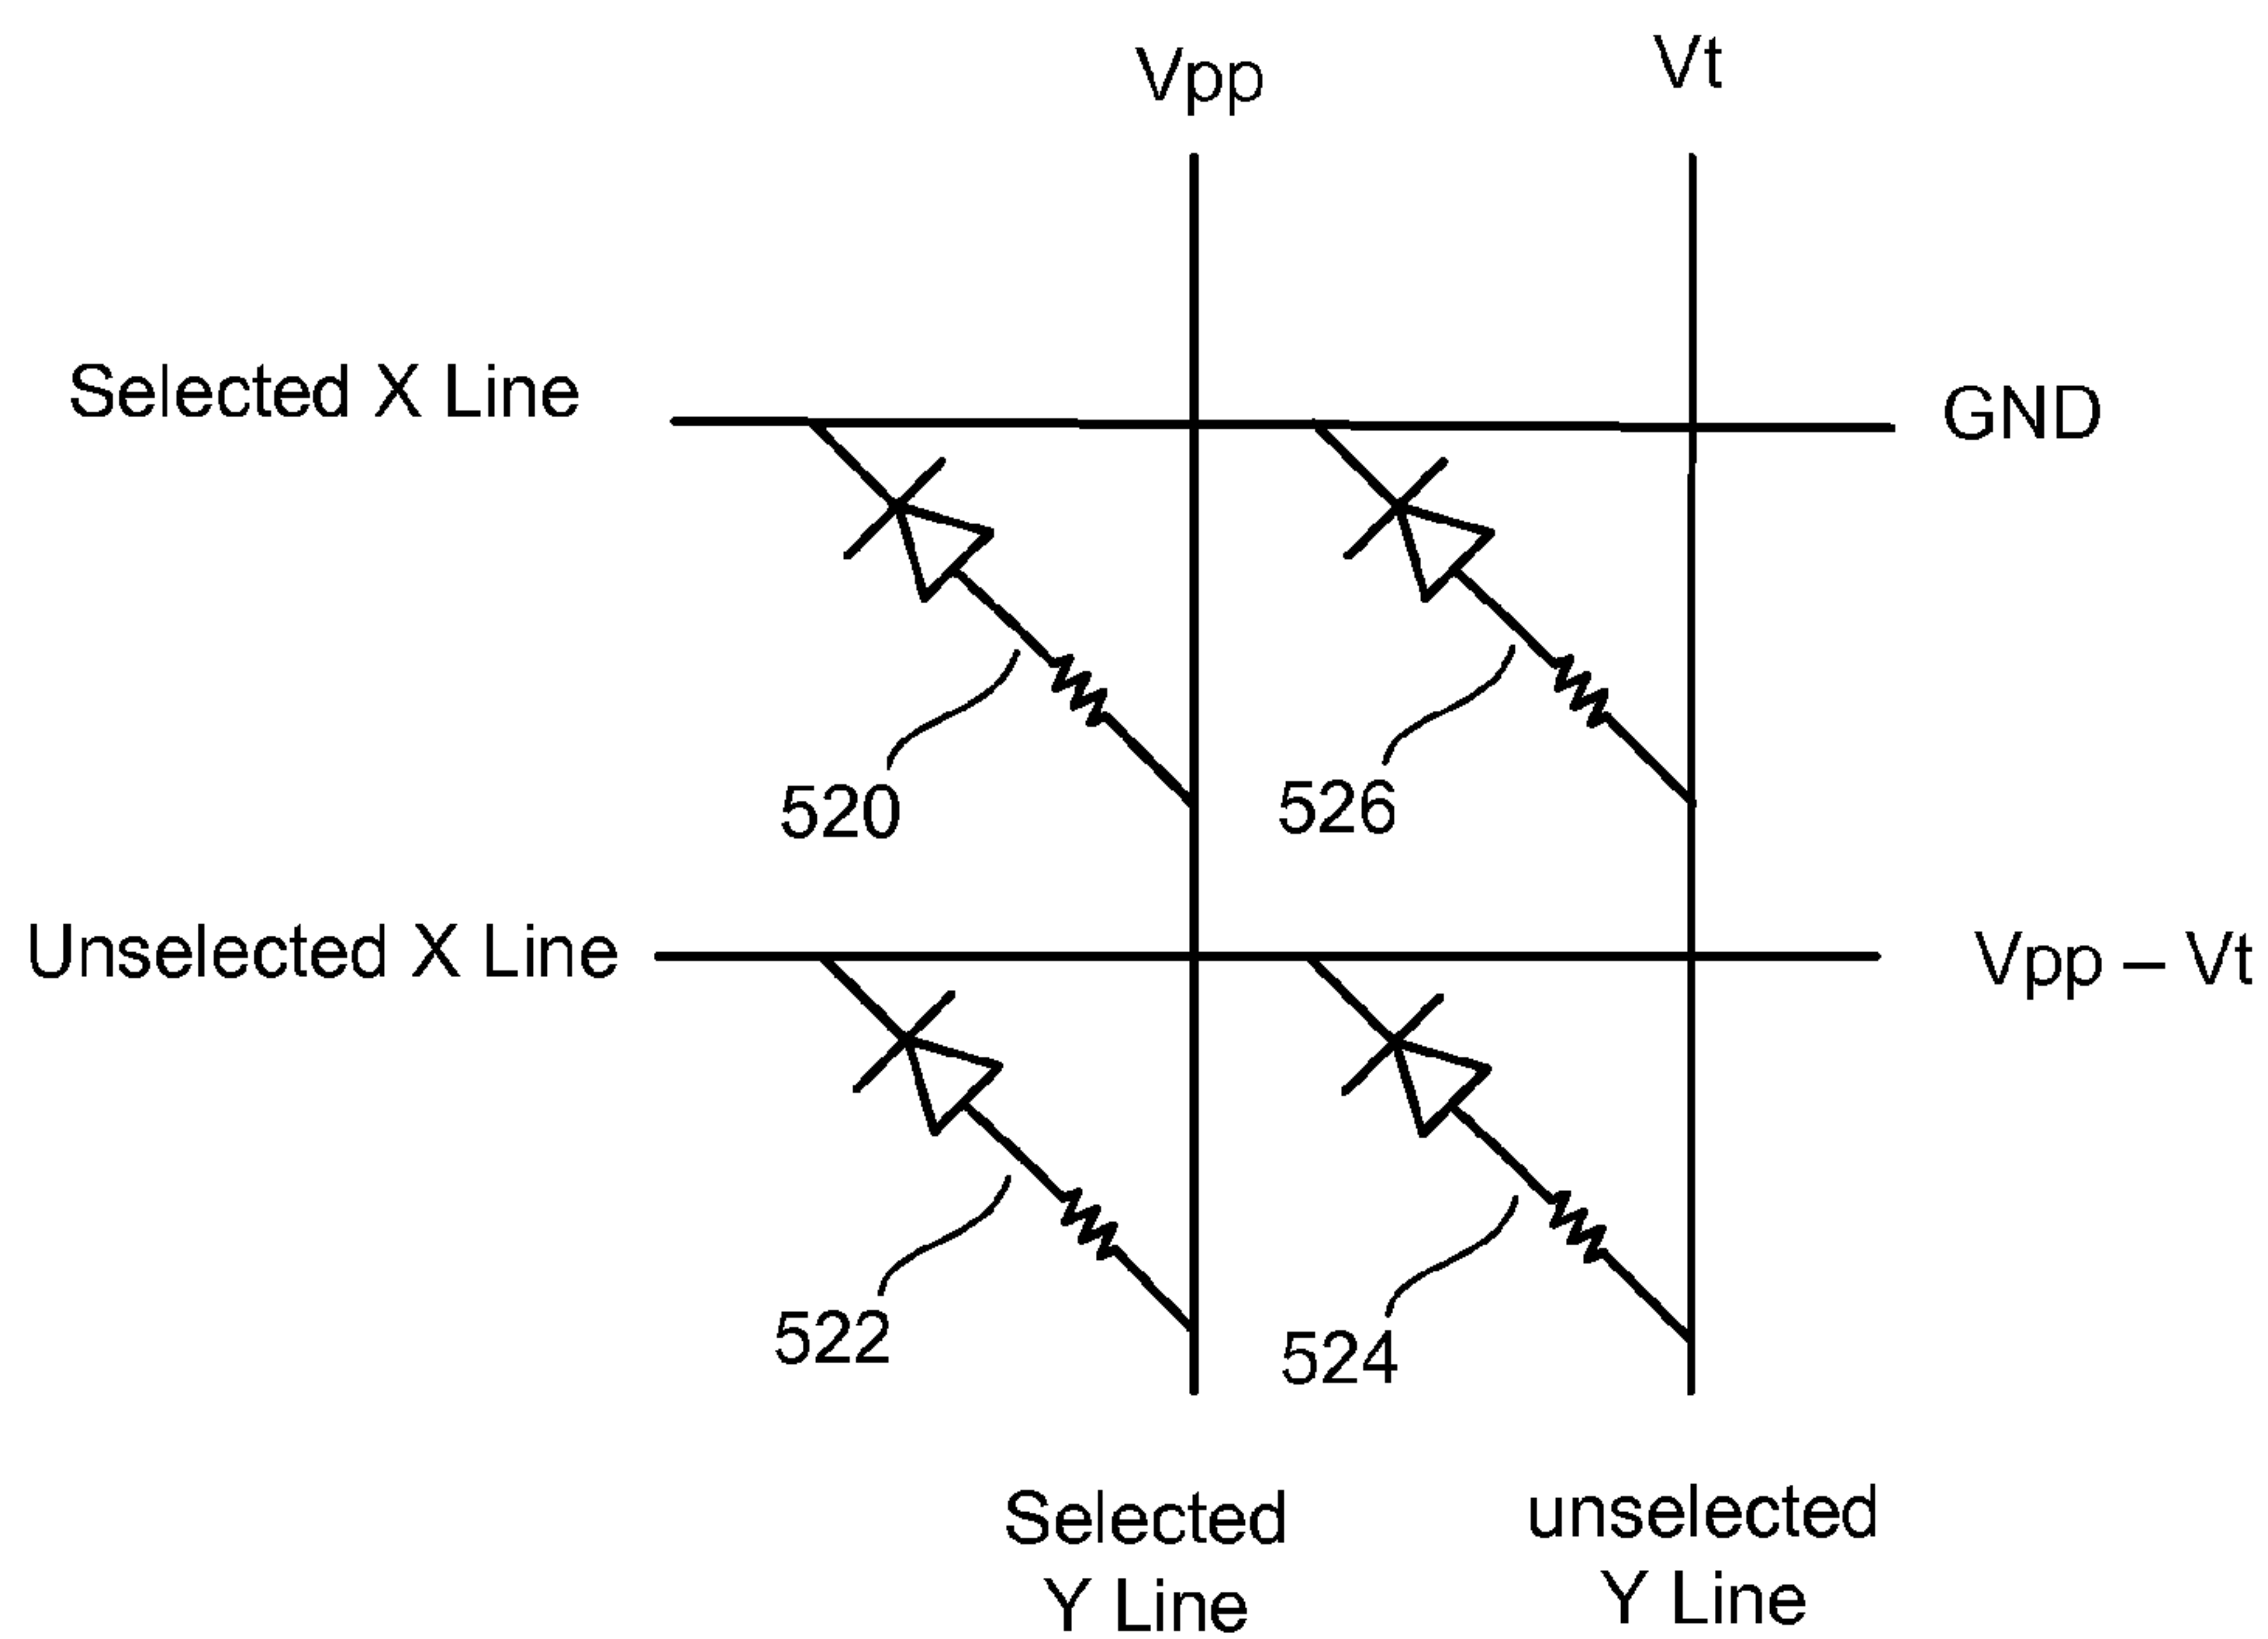 Vpp
Vt
Selected X Line
GND
520
526
Unselected X Line
Vpp – Vt
522
524
Selected
Y Line
unselected
Y Line